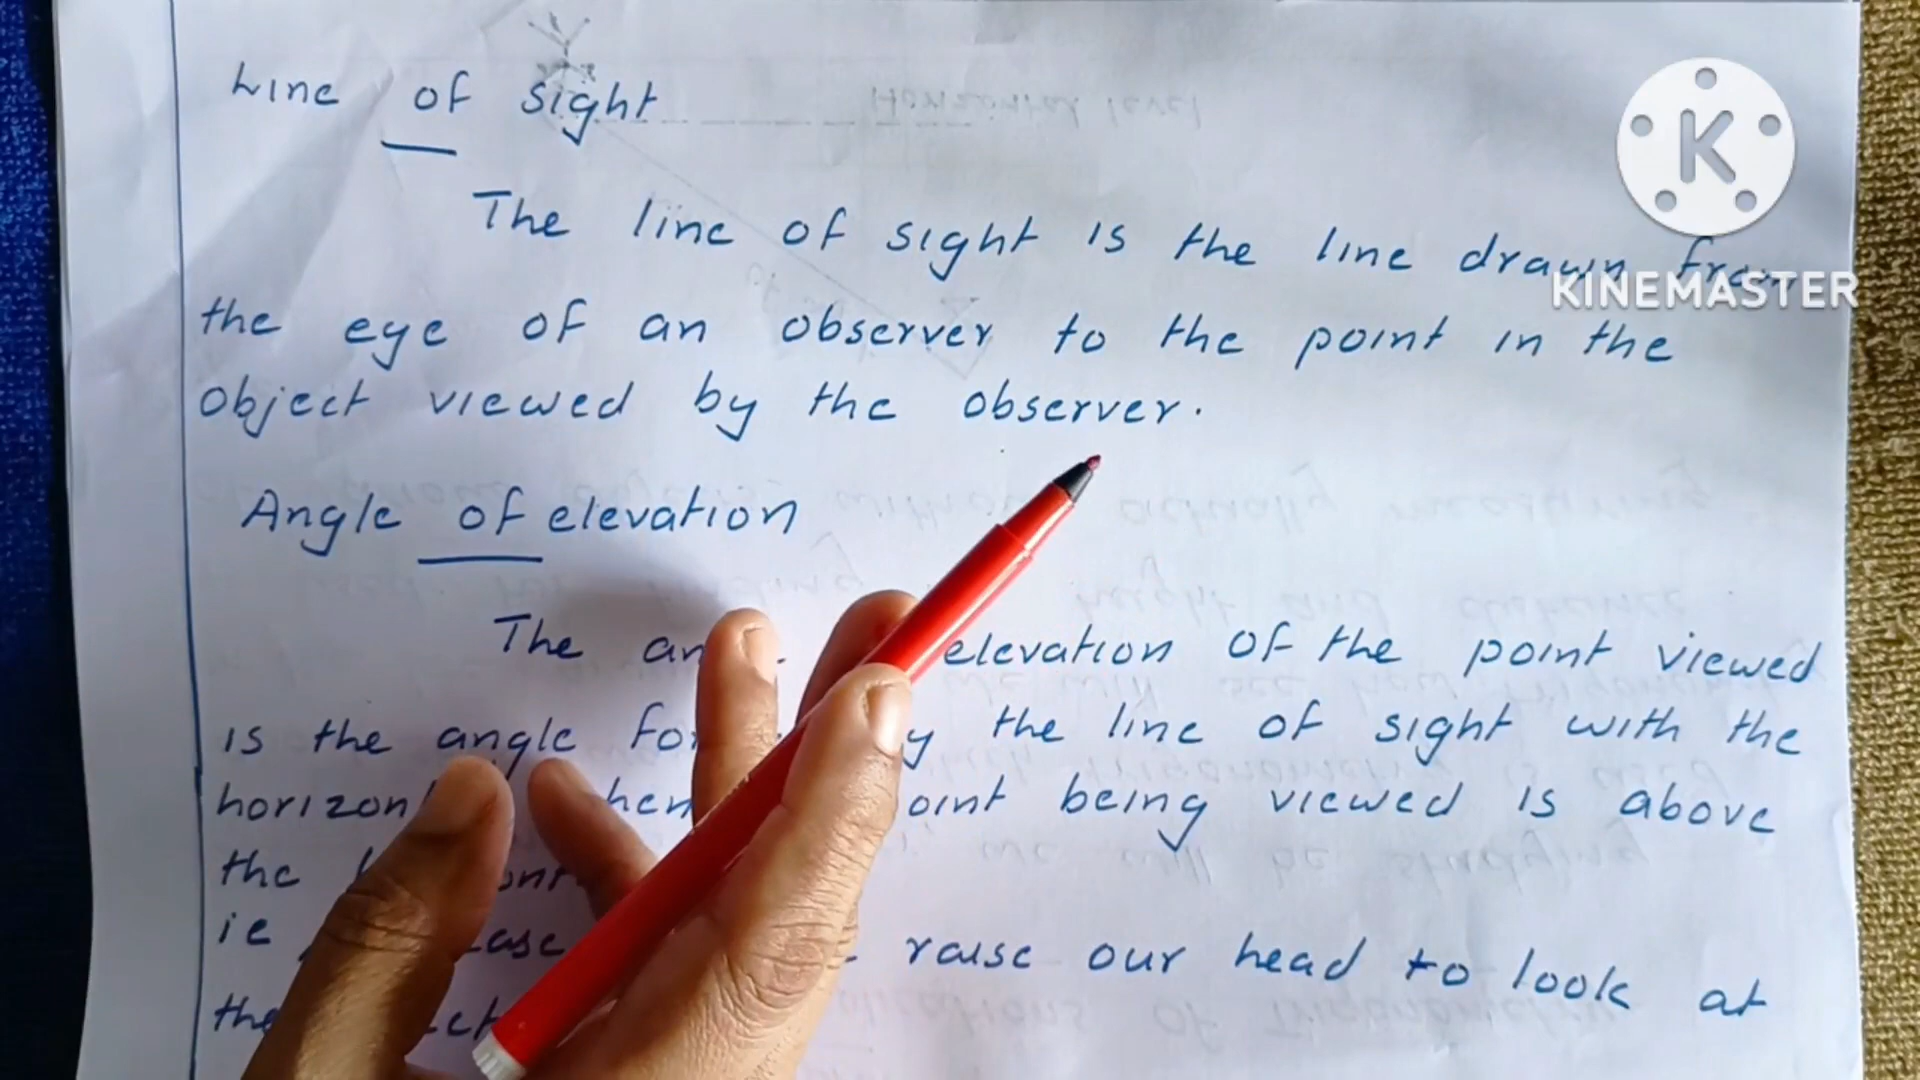 Line of sight
The line of sight is the line drawn from
the eye of an observer to the point in the
object viewed by the observer.
Angle of elevation
The elevation of the point viewed
is the angle the line of sight with the
being viewed is above
the
ie raise our head to look at
K
KINEMASTER